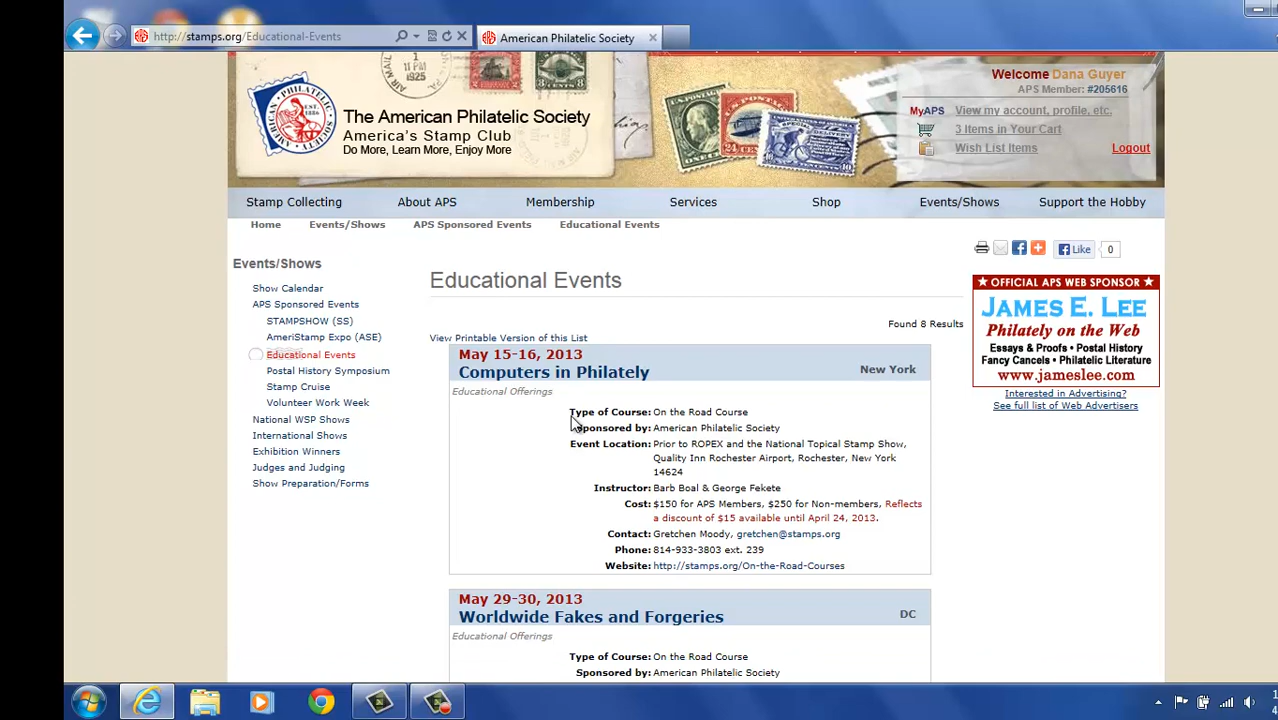 http://stamps.org/Educational-Events
American Philatelic Society
The American Philatelic Society
America's Stamp Club
Do More, Learn More, Enjoy More
Welcome Dana Guyer
APS Member: #205616
MyAPS View my account, profile, etc.
3 Items in Your Cart
Wish List Items
Logout
Stamp Collecting
About APS
Membership
Services
Shop
Events/Shows
Support the Hobby
Home
Events/Shows
APS Sponsored Events
Educational Events
Events/Shows
Show Calendar
APS Sponsored Events
STAMPSHOW (SS)
AmeriStamp Expo (ASE)
Educational Events
Postal History Symposium
Stamp Cruise
Volunteer Work Week
National WSP Shows
International Shows
Exhibition Winners
Judges and Judging
Show Preparation/Forms
Like
0
Educational Events
Found 8 Results
View Printable Version of this List
May 15-16, 2013
Computers in Philately
New York
Educational Offerings
Type of Course: On the Road Course
Sponsored by: American Philatelic Society
Event Location: Prior to ROPEX and the National Topical Stamp Show,
Quality Inn Rochester Airport, Rochester, New York
14624
Instructor: Barb Boal & George Fekete
Cost: $150 for APS Members, $250 for Non-members, Reflects
a discount of $15 available until April 24, 2013.
Contact: Gretchen Moody, gretchen@stamps.org
Phone: 814-933-3803 ext. 239
Website: http://stamps.org/On-the-Road-Courses
May 29-30, 2013
Worldwide Fakes and Forgeries
DC
Educational Offerings
Type of Course: On the Road Course
Sponsored by: American Philatelic Society
★ OFFICIAL APS WEB SPONSOR ★
JAMES E. LEE
Philately on the Web
Essays & Proofs • Postal History
Fancy Cancels • Philatelic Literature
www.jameslee.com
Interested in Advertising?
See full list of Web Advertisers